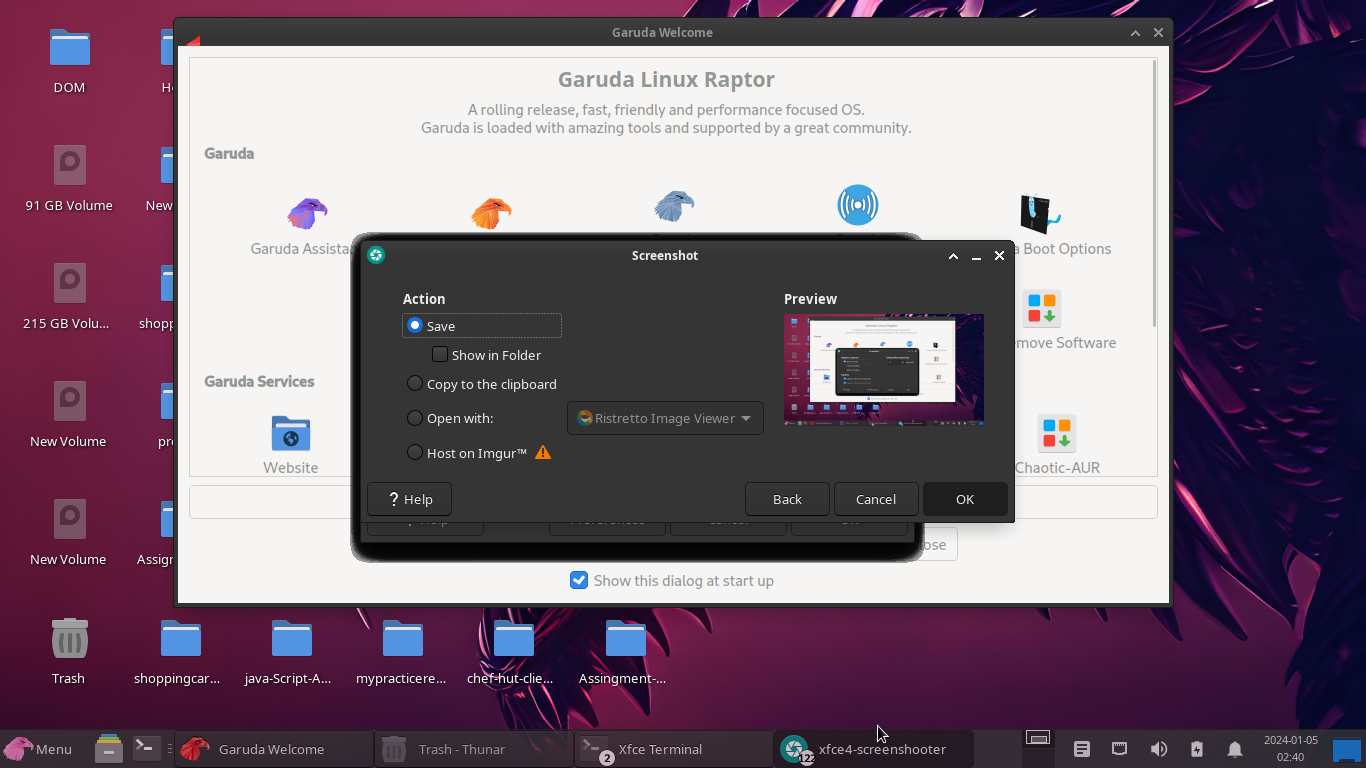 Garuda Welcome
DOM
Garuda Linux Raptor
A rolling release, fast, friendly and performance focused OS.
Garuda is loaded with amazing tools and supported by a great community.
Garuda
91 GB Volume
New
Garuda Assista
Boot Options
Screenshot
Action
Preview
Save
Show in Folder
Copy to the clipboard
Open with:
Ristretto Image Viewer
Host on Imgur™
? Help
Back
Cancel
OK
215 GB Volu...
shopp
move Software
Garuda Services
New Volume
pr
Website
Chaotic-AUR
ose
New Volume
Assign
Show this dialog at start up
Trash
shoppingcar...
java-Script-A...
mypracticere...
chef-hut-clie...
Assingment-...
Menu
Garuda Welcome
Trash - Thunar
2
Xfce Terminal
122
xfce4-screenshooter
2024-01-05
02:40